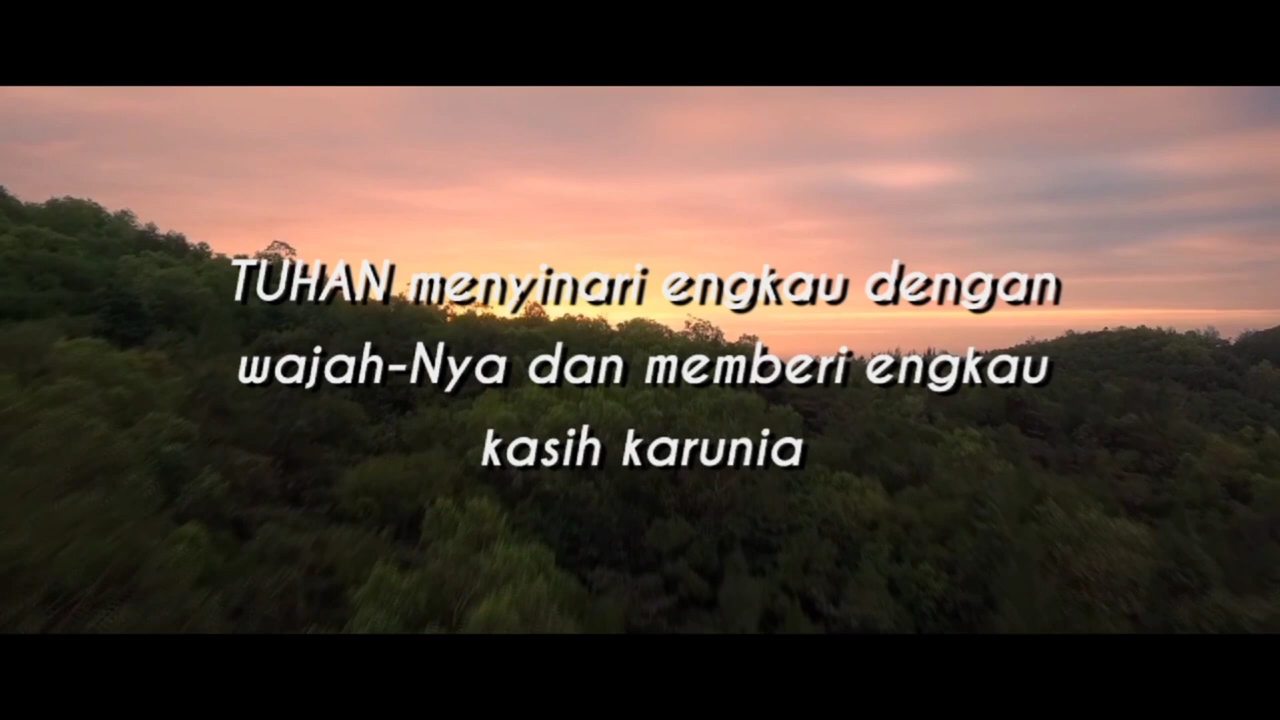 TUHAN menyinari engkau dengan
wajah-Nya dan memberi engkau
kasih karunia